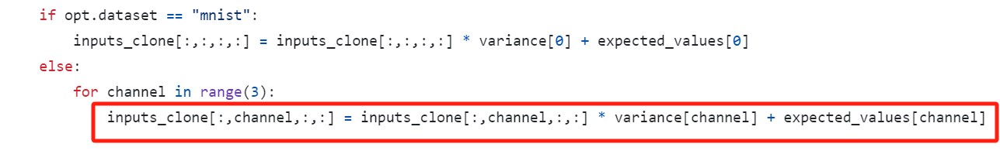 if opt.dataset == "mnist":
    inputs_clone[:,:,:,:] = inputs_clone[:,:,:,:] * variance[0] + expected_values[0]
else:
    for channel in range(3):
        inputs_clone[:,channel,:,:] = inputs_clone[:,channel,:,:] * variance[channel] + expected_values[channel]